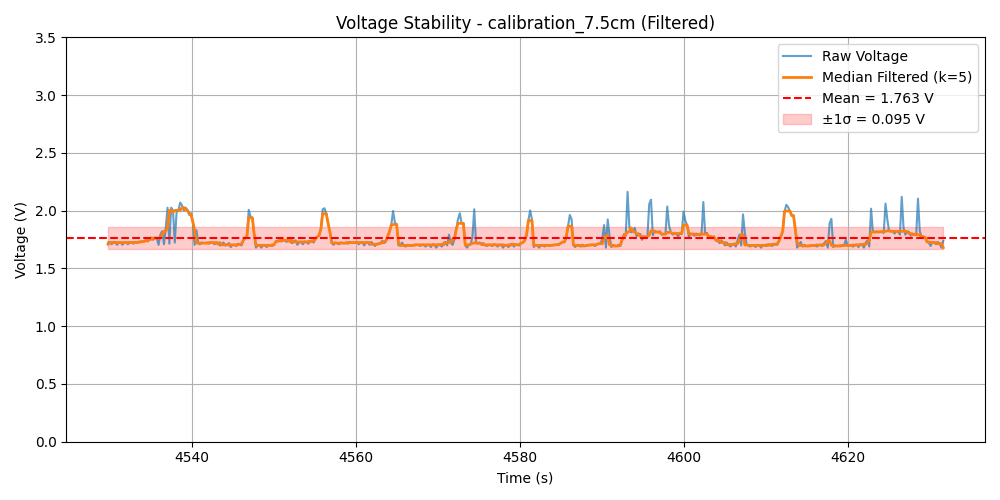 Voltage Stability - calibration_7.5cm (Filtered)
Raw Voltage
Median Filtered (k=5)
Mean = 1.763 V
±1σ = 0.095 V
Voltage (V)
3.5
3.0
2.5
2.0
1.5
1.0
0.5
0.0
4540 4560 4580 4600 4620
Time (s)